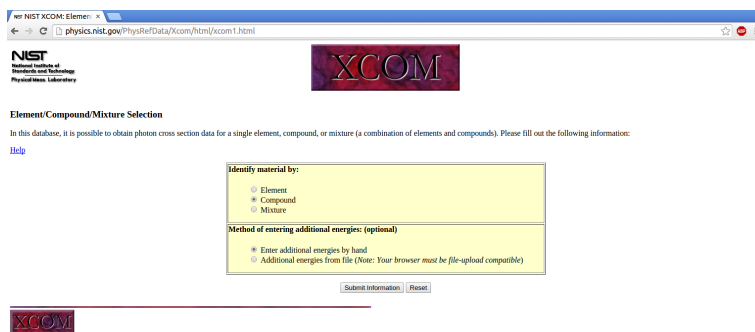 NIST XCOM: Elemen
physics.nist.gov/PhysRefData/Xcom/html/xcom1.html
ABP
NIST
National Institute of
Standards and Technology
Physical Meas. Laboratory
XCOM
Element/Compound/Mixture Selection
In this database, it is possible to obtain photon cross section data for a single element, compound, or mixture (a combination of elements and compounds). Please fill out the following information:
Help
Identify material by:
Element
Compound
Mixture
Method of entering additional energies: (optional)
Enter additional energies by hand
Additional energies from file (Note: Your browser must be file-upload compatible)
Submit Information Reset
XCOM